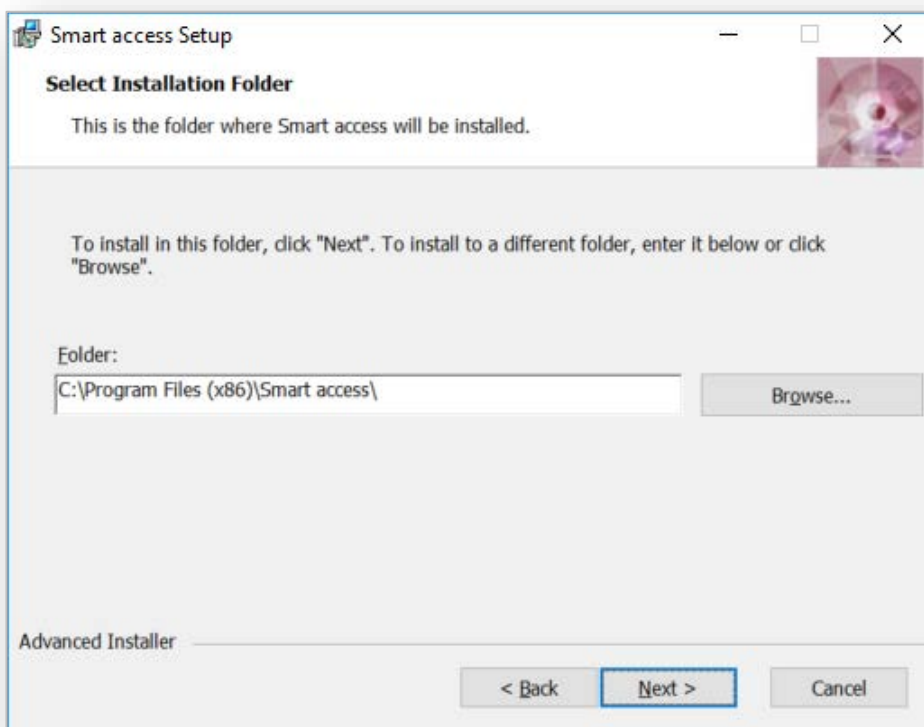 Smart access Setup
Select Installation Folder
This is the folder where Smart access will be installed.
To install in this folder, click "Next". To install to a different folder, enter it below or click
"Browse".
Folder:
C:\Program Files (x86)\Smart access\
Browse...
Advanced Installer
< Back
Next >
Cancel